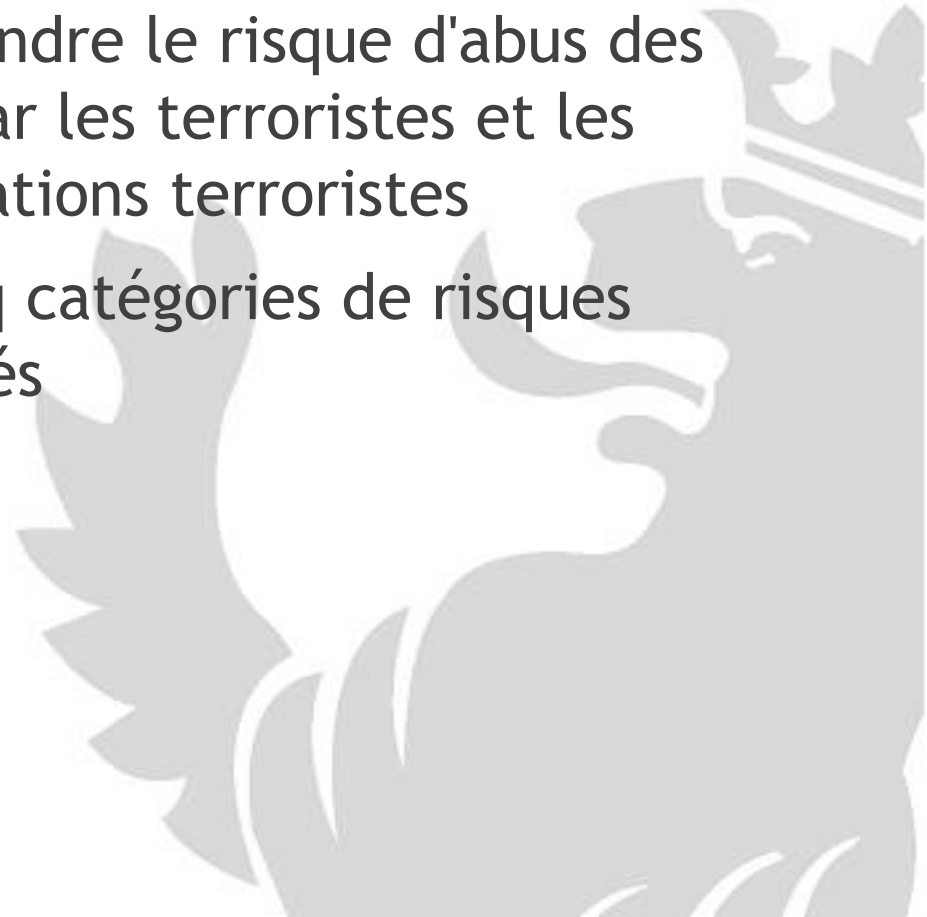 ndre le risque d'abus des
ar les terroristes et les
ations terroristes
q catégories de risques
és